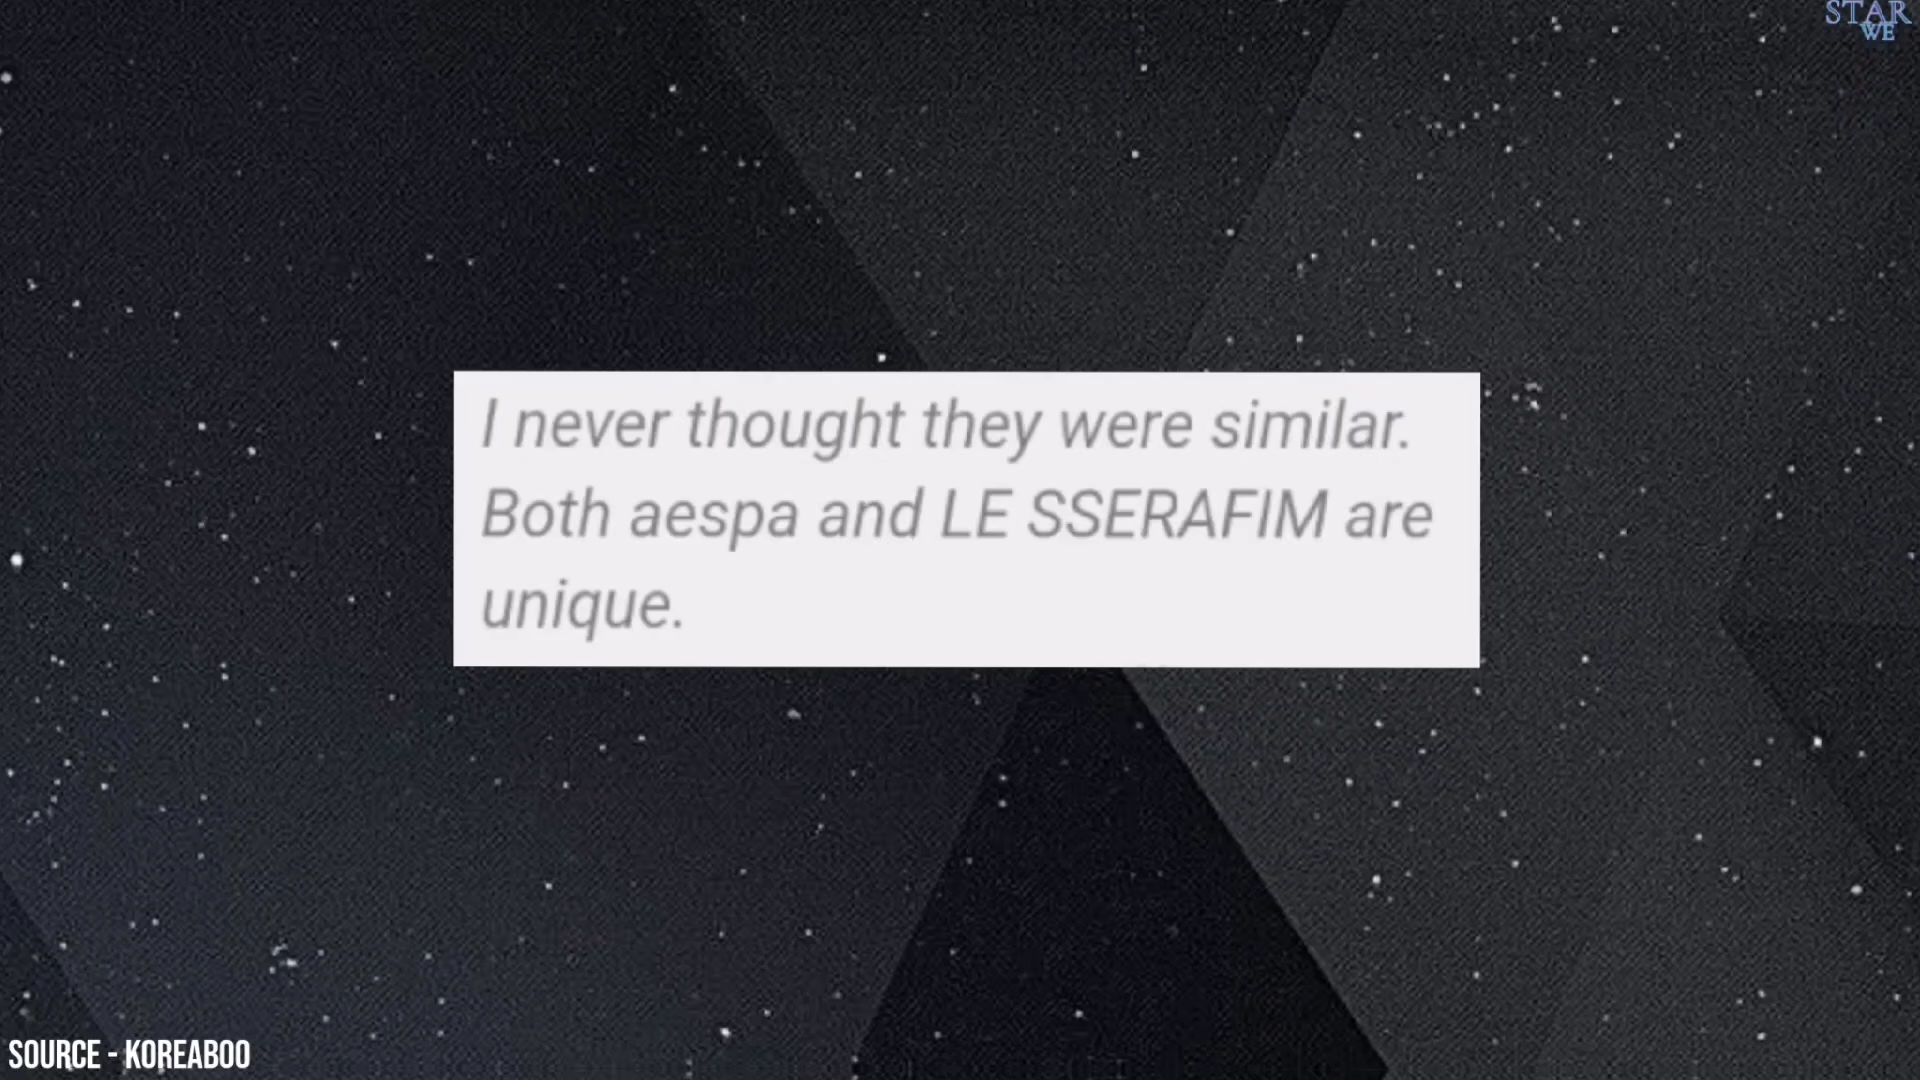 STAR
WE
I never thought they were similar.
Both aespa and LE SSERAFIM are
unique.
SOURCE - KOREABOO